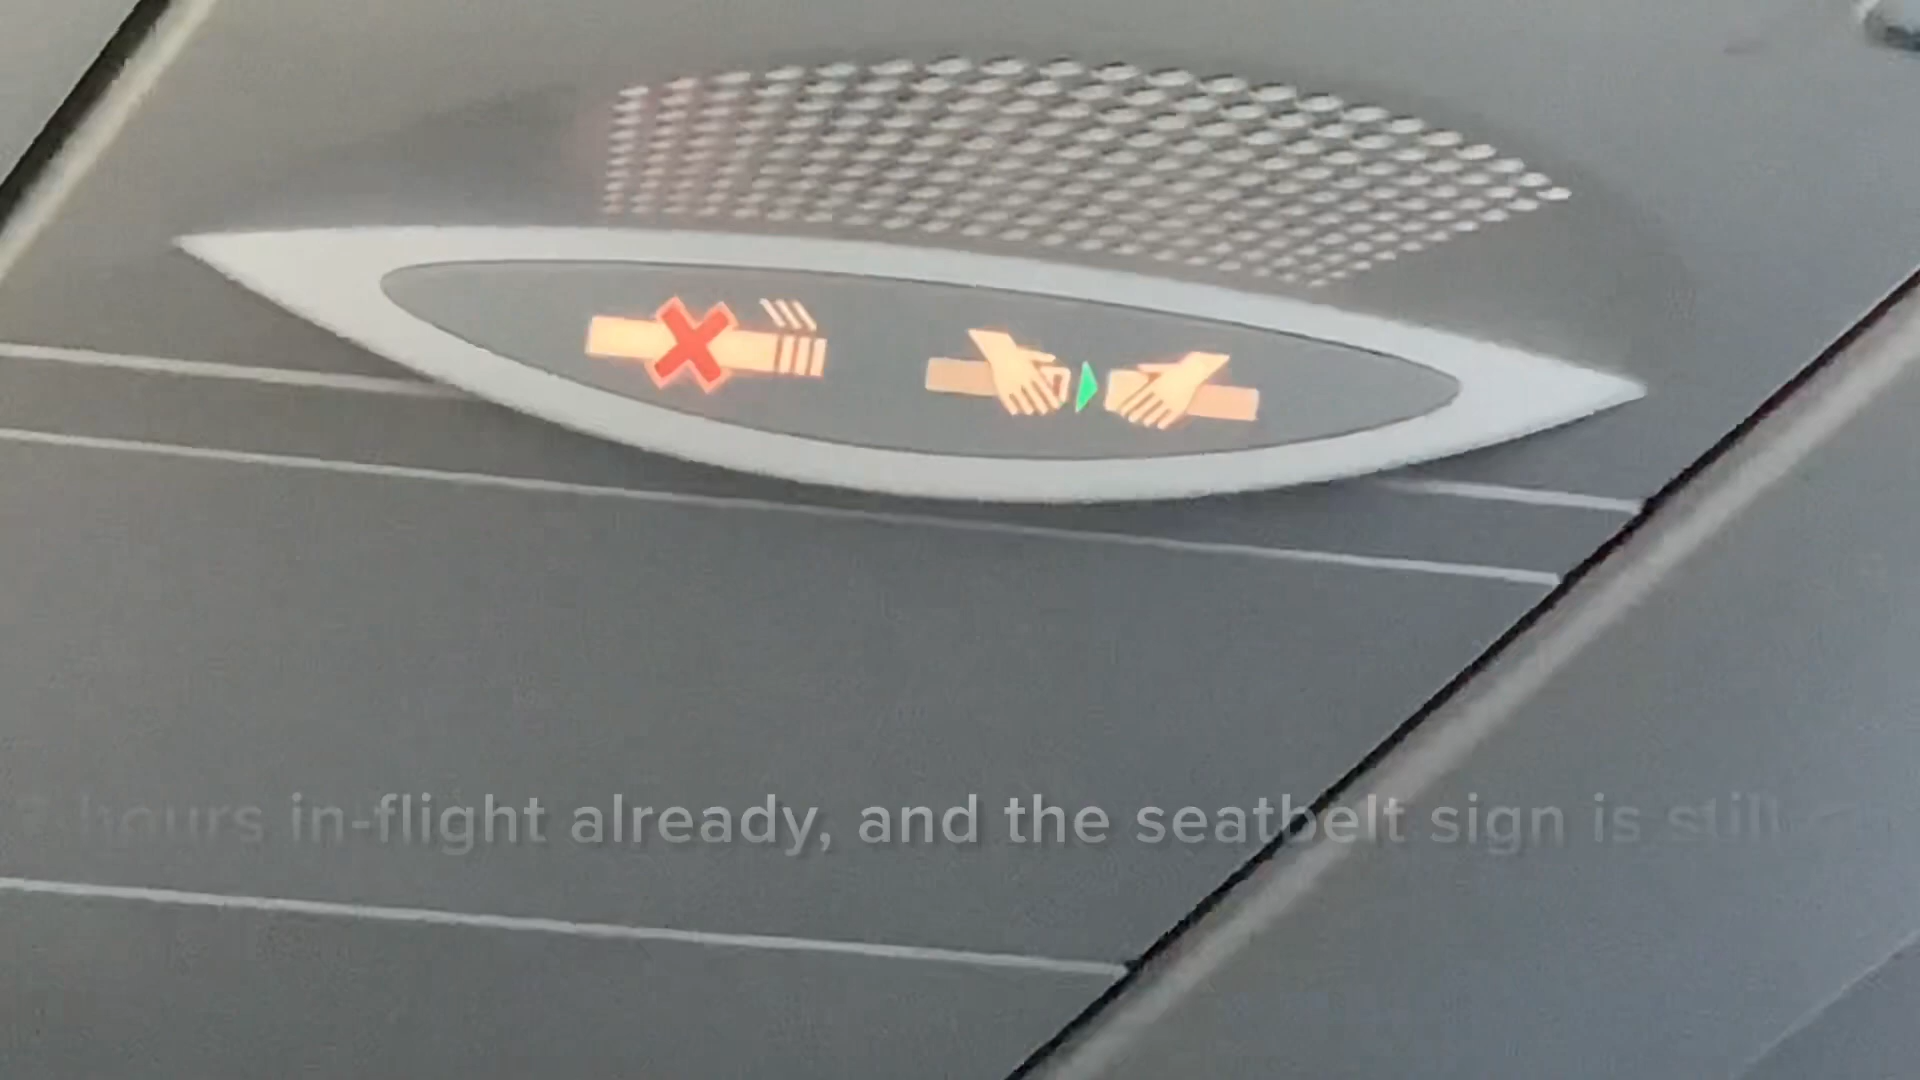 hours in-flight already, and the seatbelt sign is still